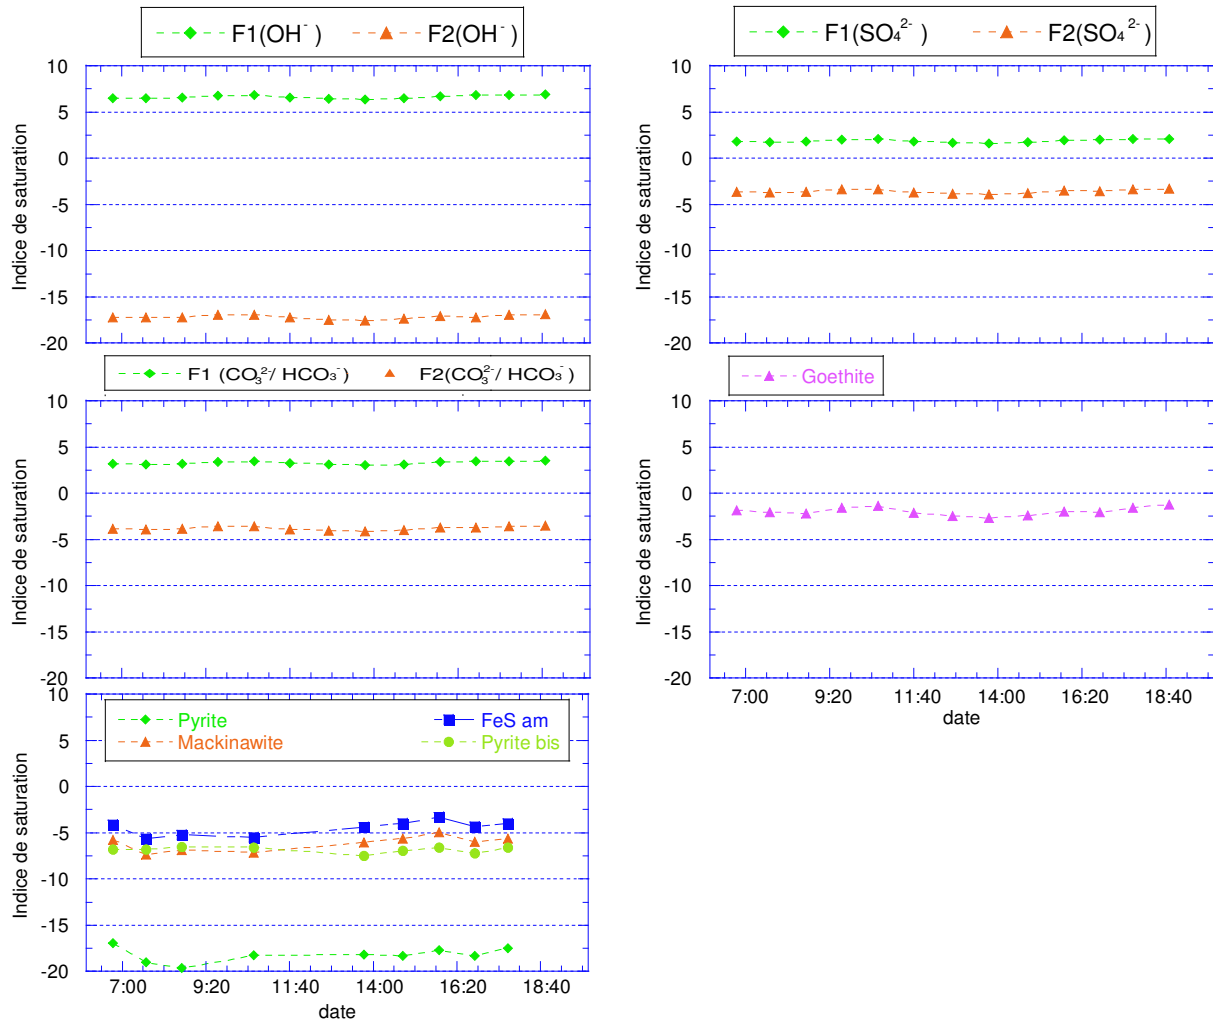 F1(OH⁻) F2(OH⁻)
10
5
0
-5
-10
-15
-20
Indice de saturation
F1(SO₄²⁻) F2(SO₄²⁻)
10
5
0
-5
-10
-15
-20
Indice de saturation
F1 (CO₃²⁻/ HCO₃⁻) F2(CO₃²⁻/ HCO₃⁻)
10
5
0
-5
-10
-15
-20
Indice de saturation
Goethite
10
5
0
-5
-10
-15
-20
Indice de saturation
7:00 9:20 11:40 14:00 16:20 18:40
date
Pyrite FeS am
Mackinawite Pyrite bis
10
5
0
-5
-10
-15
-20
Indice de saturation
7:00 9:20 11:40 14:00 16:20 18:40
date